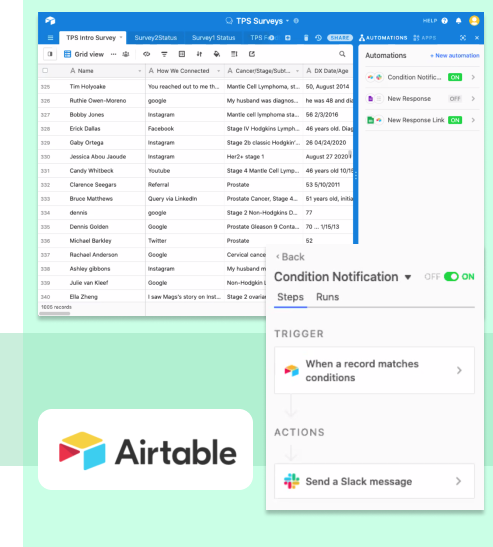 TPS Surveys
HELP
TPS Intro Survey Survey2Status Survey1 Status TPS F SHARE AUTOMATIONS APPS
Grid view
Automations + New automation
A Name A How We Connected A Cancer/Stage/Subt... A DX Date/Age
Condition Notific... ON
New Response OFF
New Response Link ON
325 Tim Holyoake You reached out to me th... Mantle Cell lymphoma, st... 50, August 2014
326 Ruthie Owen-Moreno google My husband was diagnos... he was 48 and dia
327 Bobby Jones Instagram Mantle cell lymphoma sta... 56 2/3/2016
328 Erick Dallas Facebook Stage IV Hodgkins Lymph... 46 years old, Diag
329 Gaby Ortega Instagram Stage 2b classic Hodgkin'... 26 04/24/2020
330 Jessica Abou Jaoude Instagram Her2+ stage 1 August 27 2020
331 Candy Whitbeck Youtube Stage 4 Mantle Cell Lymp... 46 years old 10/15
332 Clarence Seegars Referral Prostate 53 5/10/2011
333 Bruce Matthews Query via LinkedIn Prostate Cancer, Stage 4... 51 years old, initia
334 dennis google Stage 2 Non-Hodgkins D... 77
335 Dennis Golden Google Prostate Gleason 9 Conta... 70 ... 1/15/13
336 Michael Barkley Twitter Prostate 52
337 Rachael Anderson Google Cervical cance
338 Ashley gibbons Instagram My husband m
339 Julie van Kleef Google Non-Hodgkin L
340 Ella Zheng I saw Mags's story on Inst... Stage 2 ovaria
1605 records
‹ Back
Condition Notification OFF ON
Steps Runs
TRIGGER
When a record matches
conditions
ACTIONS
Send a Slack message
Airtable